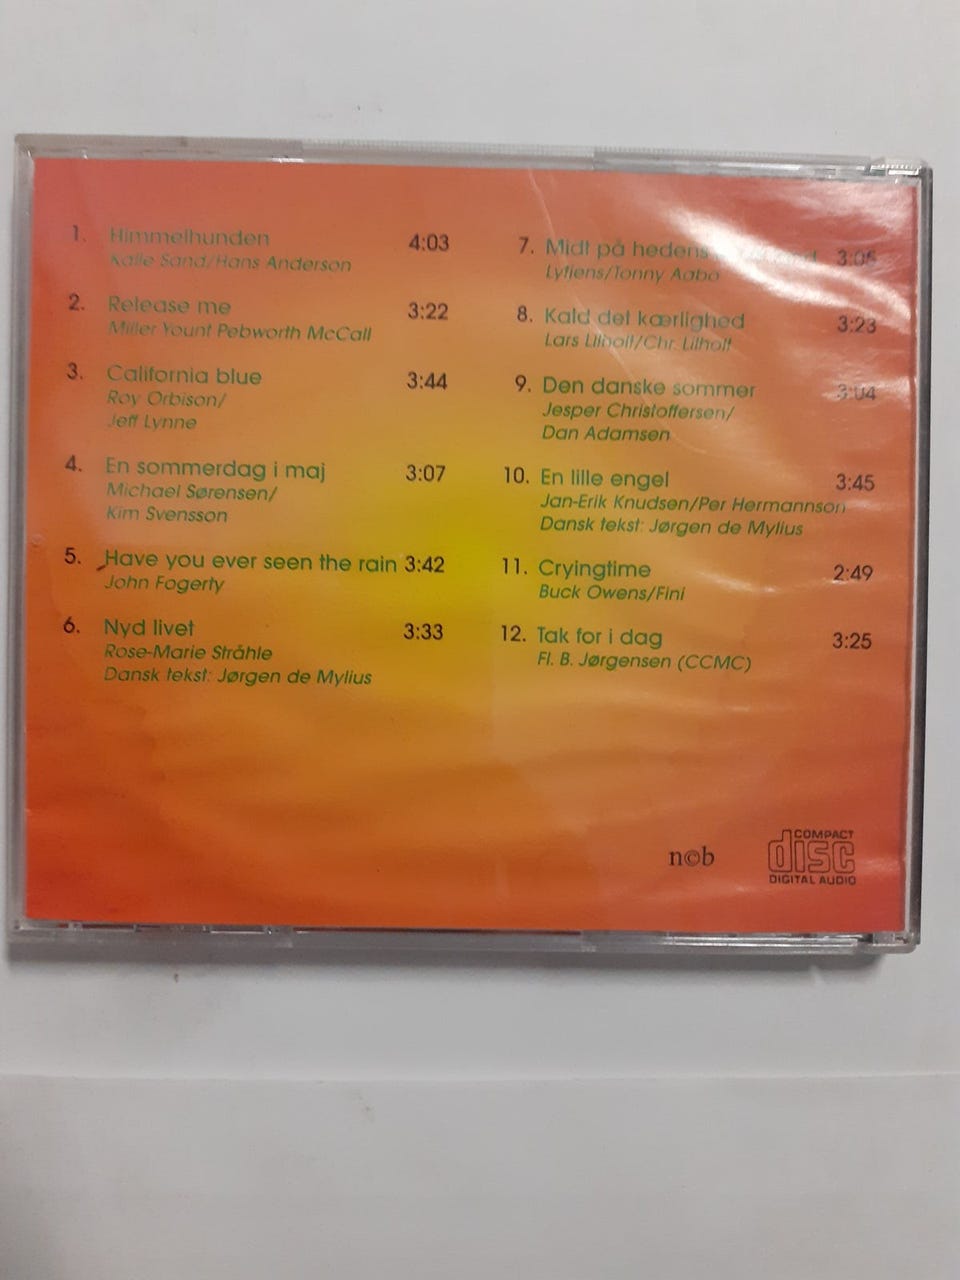 1. Himmelhunden 4:03
Kalle Sand/Hans Anderson
2. Release me 3:22
Miller Yount Pebworth McCall
3. California blue 3:44
Roy Orbison/
Jeff Lynne
4. En sommerdag i maj 3:07
Michael Sørensen/
Kim Svensson
5. Have you ever seen the rain 3:42
John Fogerty
6. Nyd livet 3:33
Rose-Marie Stråhle
Dansk tekst: Jørgen de Mylius
7. Midt på hedens
Lyfiens/Tonny Aabo
8. Kald det kærlighed 3:23
Lars Lilholt/Chr. Lilholt
9. Den danske sommer 3:04
Jesper Christoffersen/
Dan Adamsen
10. En lille engel 3:45
Jan-Erik Knudsen/Per Hermannson
Dansk tekst: Jørgen de Mylius
11. Cryingtime 2:49
Buck Owens/Fini
12. Tak for i dag 3:25
Fl. B. Jørgensen (CCMC)
n©b
COMPACT
disc
DIGITAL AUDIO